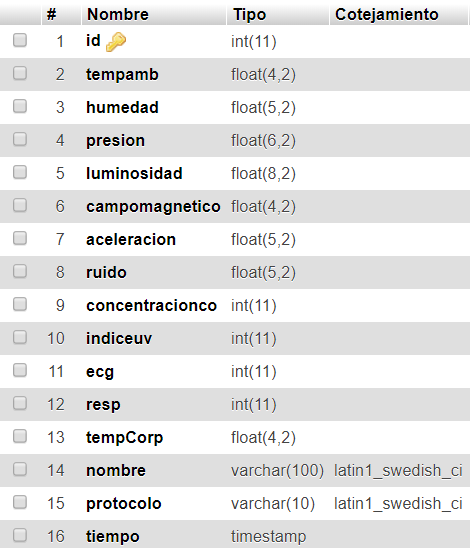 # Nombre Tipo Cotejamiento
1 id int(11)
2 tempamb float(4,2)
3 humedad float(5,2)
4 presion float(6,2)
5 luminosidad float(8,2)
6 campomagnetico float(4,2)
7 aceleracion float(5,2)
8 ruido float(5,2)
9 concentracionco int(11)
10 indiceuv int(11)
11 ecg int(11)
12 resp int(11)
13 tempCorp float(4,2)
14 nombre varchar(100) latin1_swedish_ci
15 protocolo varchar(10) latin1_swedish_ci
16 tiempo timestamp